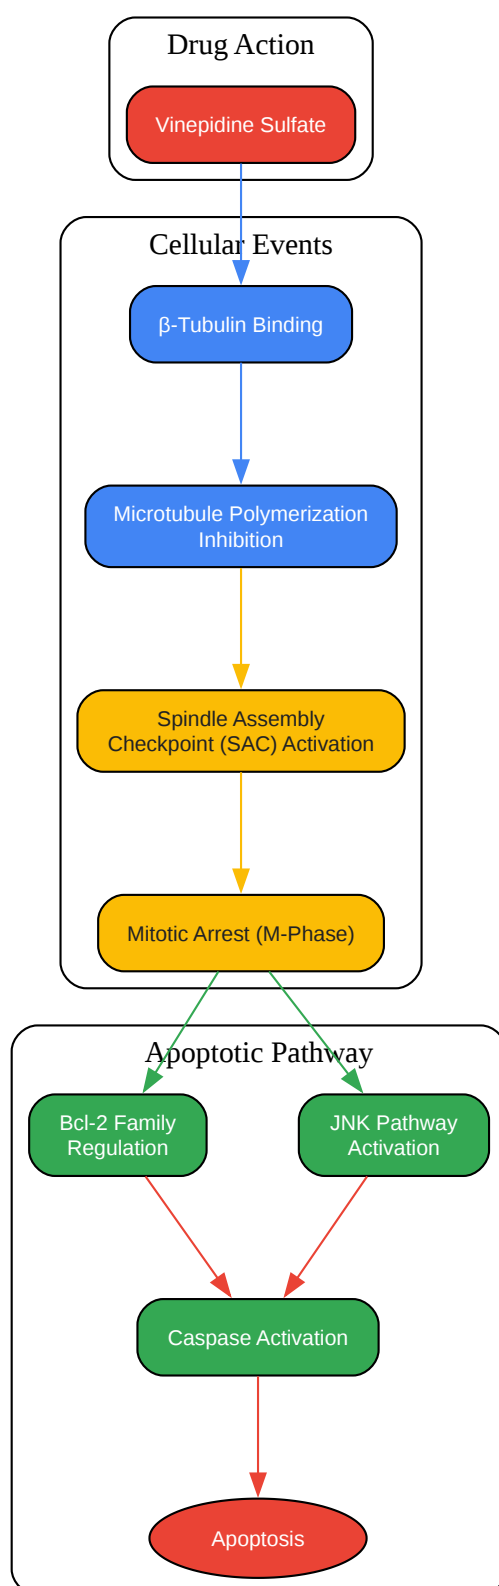 Drug Action
Vinepidine Sulfate
Cellular Events
β-Tubulin Binding
Microtubule Polymerization
Inhibition
Spindle Assembly
Checkpoint (SAC) Activation
Mitotic Arrest (M-Phase)
Apoptotic Pathway
Bcl-2 Family
Regulation
JNK Pathway
Activation
Caspase Activation
Apoptosis